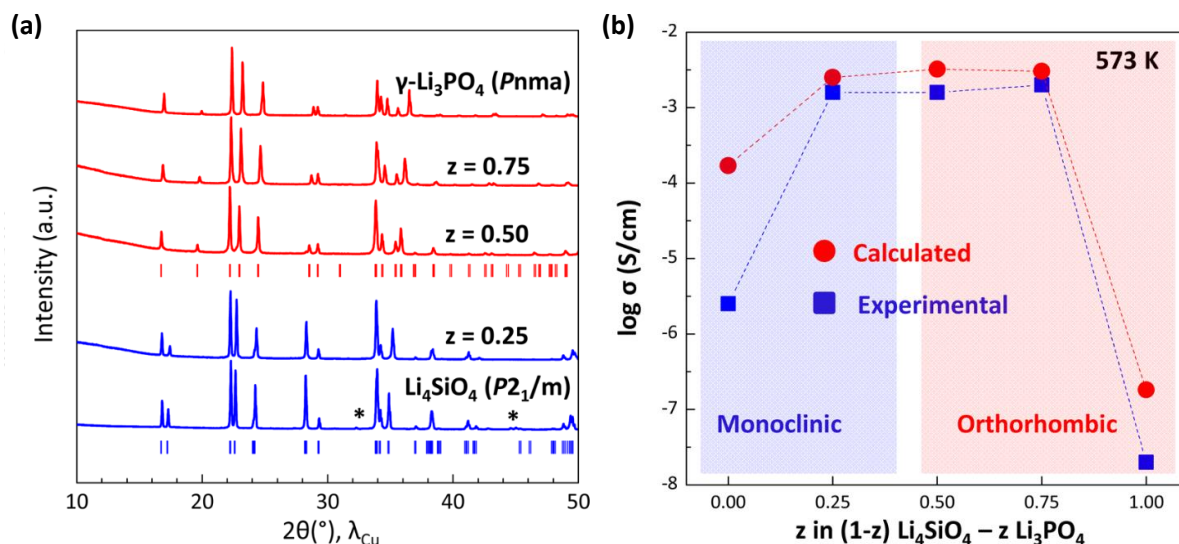 (a)
γ-Li₃PO₄ (Pnma)
z = 0.75
z = 0.50
z = 0.25
Li₄SiO₄ (P2₁/m)
*
*
Intensity (a.u.)
10
20
30
40
50
2θ(°), λCu
(b)
573 K
-2
-3
-4
-5
-6
-7
-8
log σ (S/cm)
Calculated
Experimental
Monoclinic
Orthorhombic
0.00
0.25
0.50
0.75
1.00
z in (1-z) Li₄SiO₄ – z Li₃PO₄